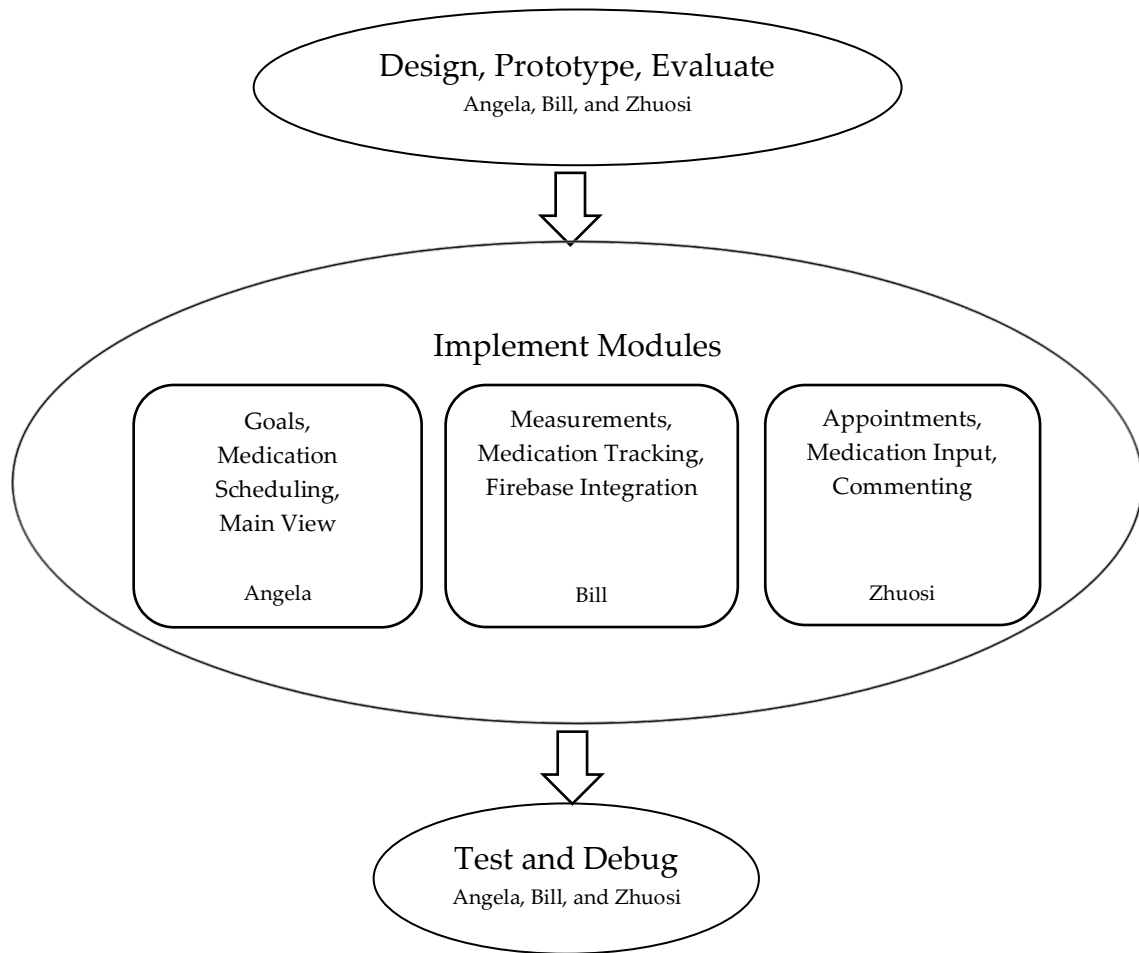 Design, Prototype, Evaluate
Angela, Bill, and Zhuosi
Implement Modules
Goals,
Medication
Scheduling,
Main View
Angela
Measurements,
Medication Tracking,
Firebase Integration
Bill
Appointments,
Medication Input,
Commenting
Zhuosi
Test and Debug
Angela, Bill, and Zhuosi